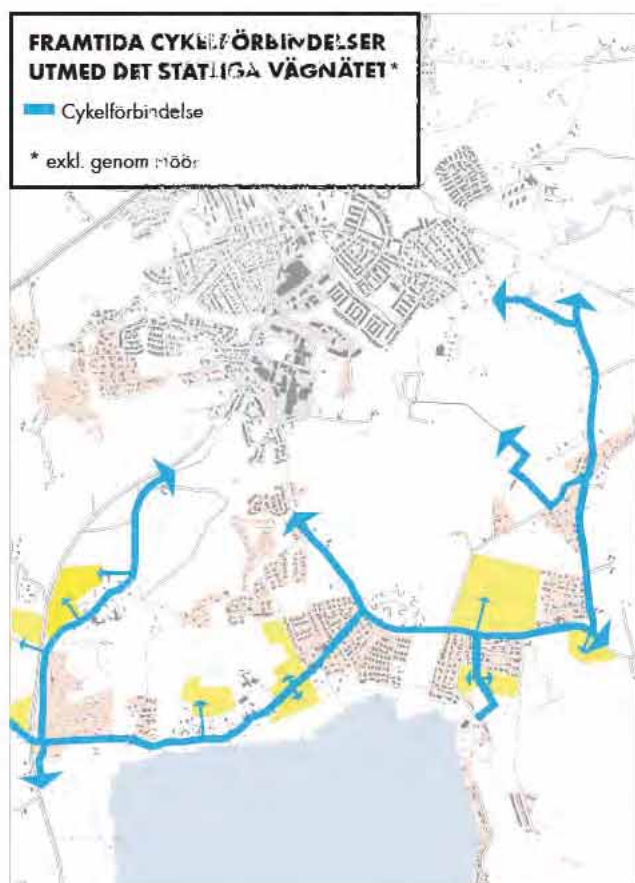 FRAMTIDA CYKELFÖRBINDELSER
UTMED DET STATLIGA VÄGNÄTET*
Cykelförbindelse
* exkl. genom